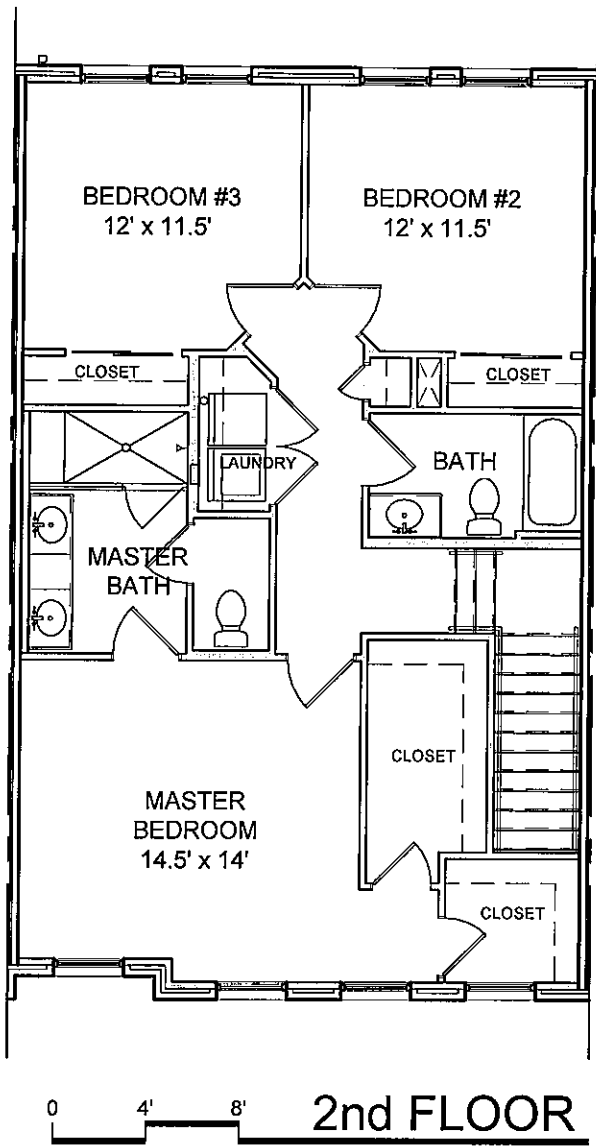 BEDROOM #3
12' x 11.5'
BEDROOM #2
12' x 11.5'
CLOSET
CLOSET
LAUNDRY
BATH
MASTER
BATH
CLOSET
MASTER
BEDROOM
14.5' x 14'
CLOSET
0 4' 8'
2nd FLOOR